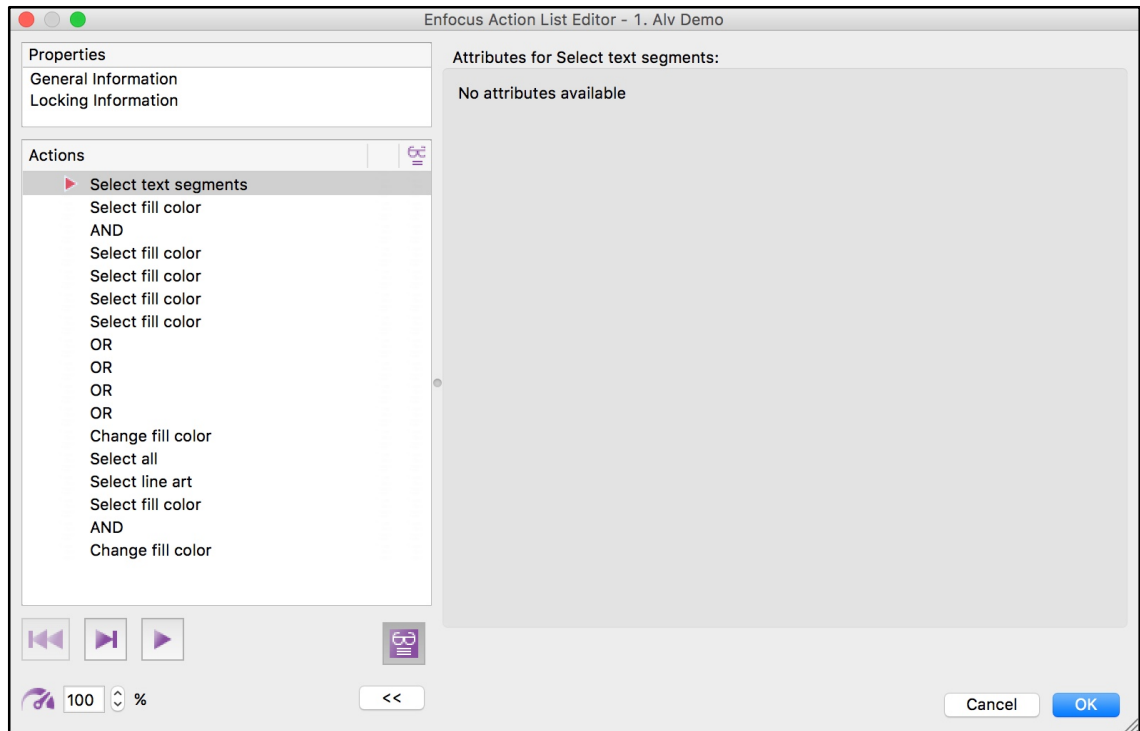 Enfocus Action List Editor - 1. Alv Demo
Properties
General Information
Locking Information
Actions
Select text segments
Select fill color
AND
Select fill color
Select fill color
Select fill color
Select fill color
OR
OR
OR
OR
Change fill color
Select all
Select line art
Select fill color
AND
Change fill color
100 %
<<
Attributes for Select text segments:
No attributes available
Cancel
OK